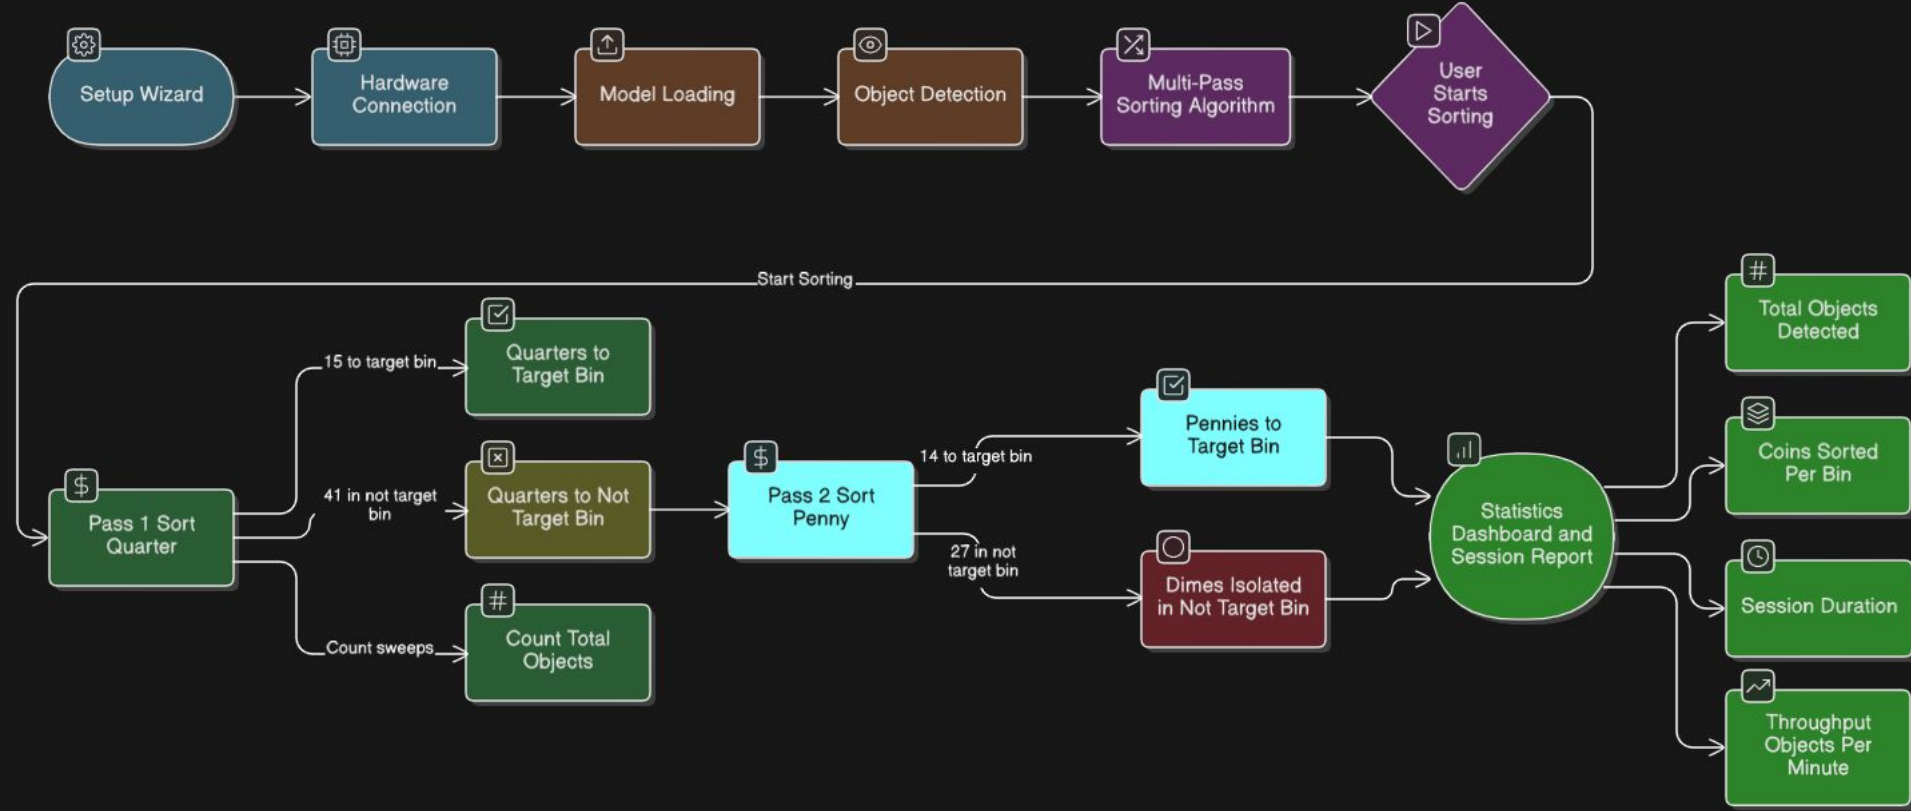 Setup Wizard
Hardware
Connection
Model Loading
Object Detection
Multi-Pass
Sorting Algorithm
User
Starts
Sorting
Start Sorting
Pass 1 Sort
Quarter
15 to target bin
41 in not target
bin
Count sweeps
Quarters to
Target Bin
Quarters to Not
Target Bin
Count Total
Objects
Pass 2 Sort
Penny
14 to target bin
27 in not
target bin
Pennies to
Target Bin
Dimes Isolated
in Not Target Bin
Statistics
Dashboard and
Session Report
Total Objects
Detected
Coins Sorted
Per Bin
Session Duration
Throughput
Objects Per
Minute